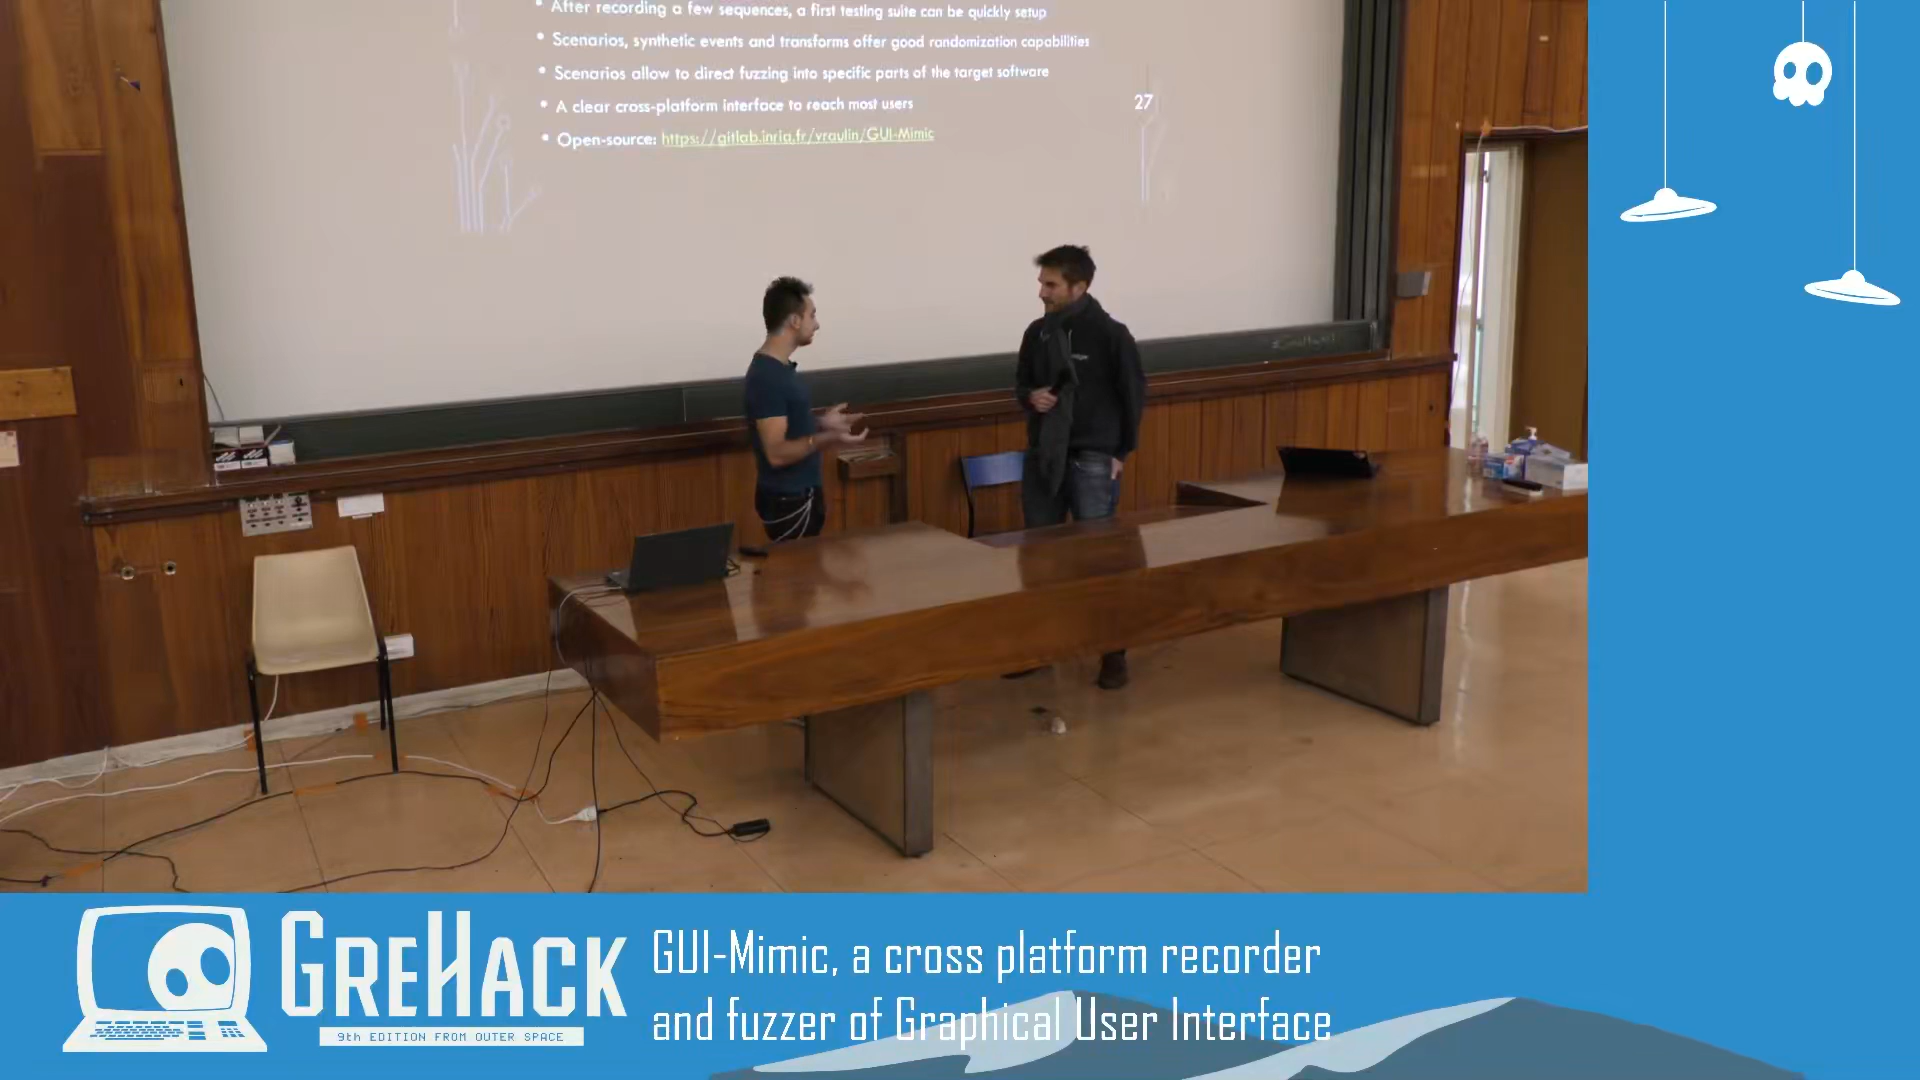 After recording a few sequences, a first testing suite can be quickly setup
Scenarios, synthetic events and transforms offer good randomization capabilities
Scenarios allow to direct fuzzing into specific parts of the target software
A clear cross-platform interface to reach most users
27
Open-source: https://gitlab.inria.fr/vraulin/GUI-Mimic
GREHACK
9th EDITION FROM OUTER SPACE
GUI-Mimic, a cross platform recorder
and fuzzer of Graphical User Interface